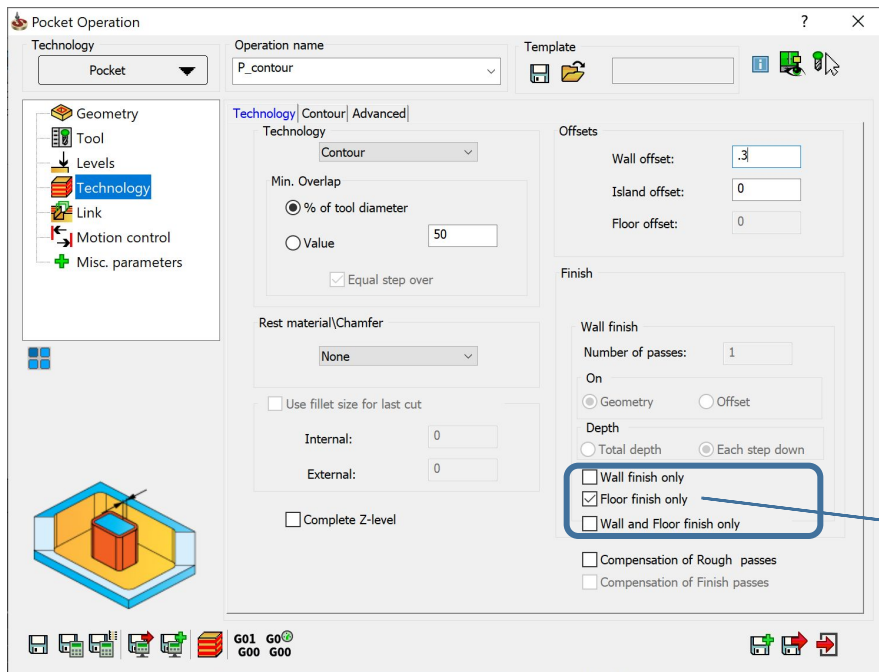 Pocket Operation
?
Technology
Pocket
Operation name
P_contour
Template
Geometry
Tool
Levels
Technology
Link
Motion control
Misc. parameters
Technology Contour Advanced
Technology
Contour
Min. Overlap
% of tool diameter
Value
50
Equal step over
Rest material\Chamfer
None
Use fillet size for last cut
Internal: 0
External: 0
Complete Z-level
Offsets
Wall offset: .3
Island offset: 0
Floor offset: 0
Finish
Wall finish
Number of passes: 1
On
Geometry Offset
Depth
Total depth Each step down
Wall finish only
Floor finish only
Wall and Floor finish only
Compensation of Rough passes
Compensation of Finish passes
G01 G0
G00 G00